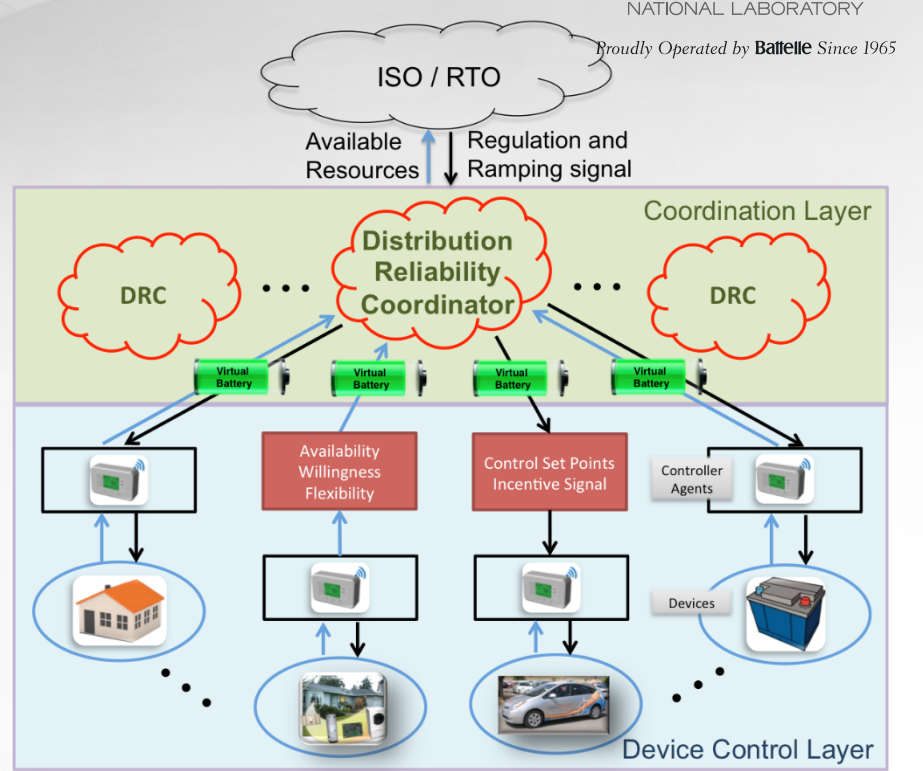 NATIONAL LABORATORY
Proudly Operated by Battelle Since 1965
ISO / RTO
Available
Resources
Regulation and
Ramping signal
Coordination Layer
Distribution
Reliability
Coordinator
DRC
DRC
Virtual
Battery
Virtual
Battery
Virtual
Battery
Virtual
Battery
Availability
Willingness
Flexibility
Control Set Points
Incentive Signal
Controller
Agents
Devices
Device Control Layer